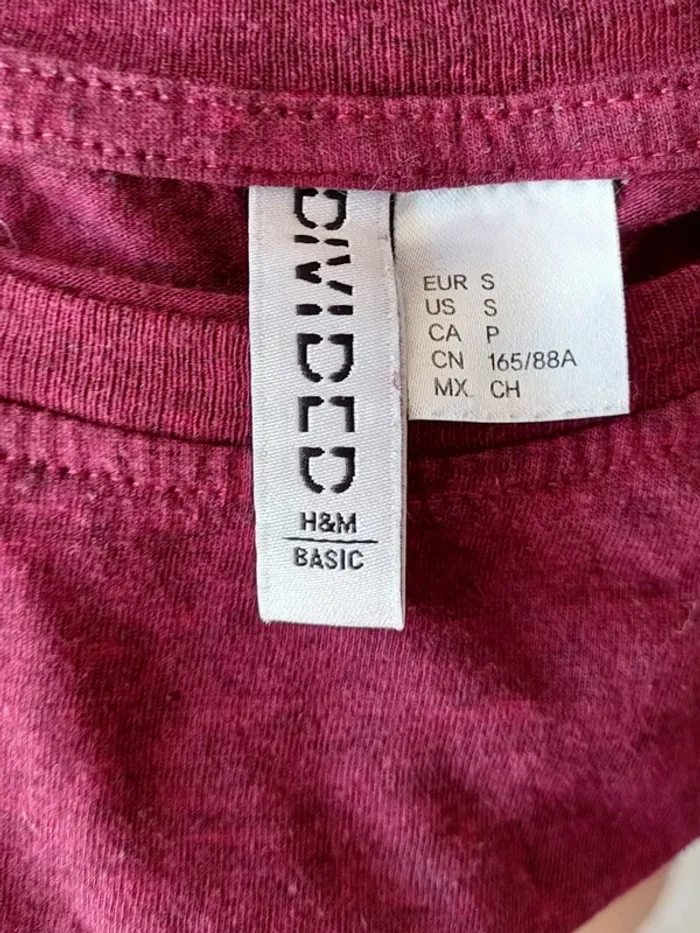 DIVIDED
H&M
BASIC
EUR S
US S
CA P
CN 165/88A
MX CH